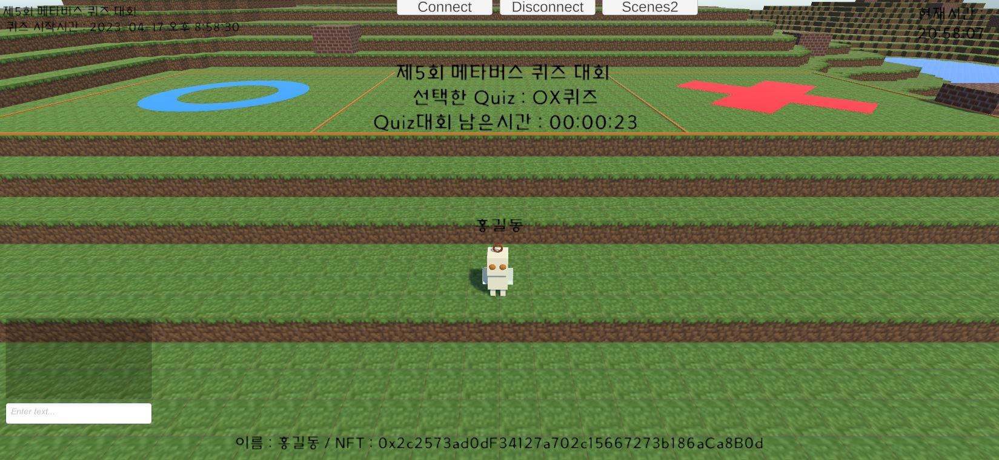 Connect
Disconnect
Scenes2
제5회 메타버스 퀴즈 대회
퀴즈 시작시간 : 2023-04-17 오후 8:58:30
현재시간 :
20:58:07
제5회 메타버스 퀴즈 대회
선택한 Quiz : OX퀴즈
Quiz대회 남은시간 : 00:00:23
홍길동
Enter text...
이름 : 홍길동 / NFT : 0x2c2573ad0dF34127a702c15667273b186aCa8B0d